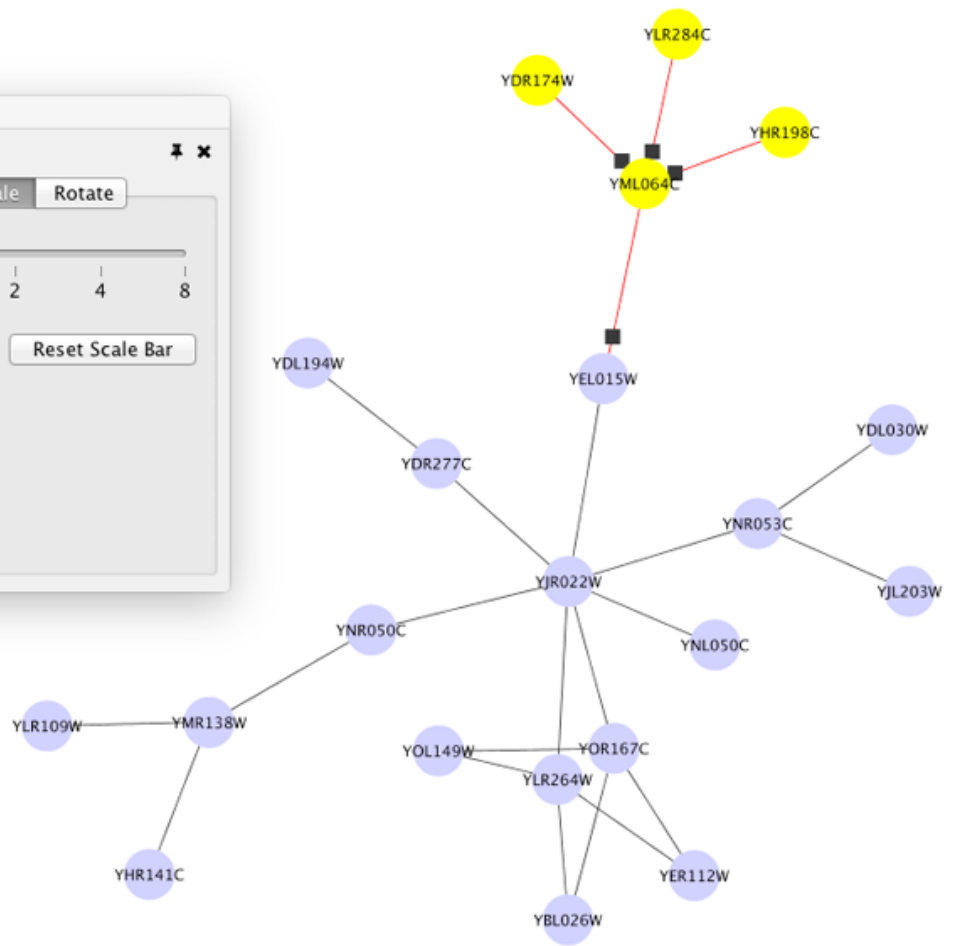 YLR284C
YDR174W
YHR198C
YML064C
Rotate
2 4 8
Reset Scale Bar
YDL194W
YEL015W
YDL030W
YDR277C
YNR053C
YJR022W
YJL203W
YNR050C
YNL050C
YLR109W
YMR138W
YOL149W
YOR167C
YLR264W
YHR141C
YER112W
YBL026W